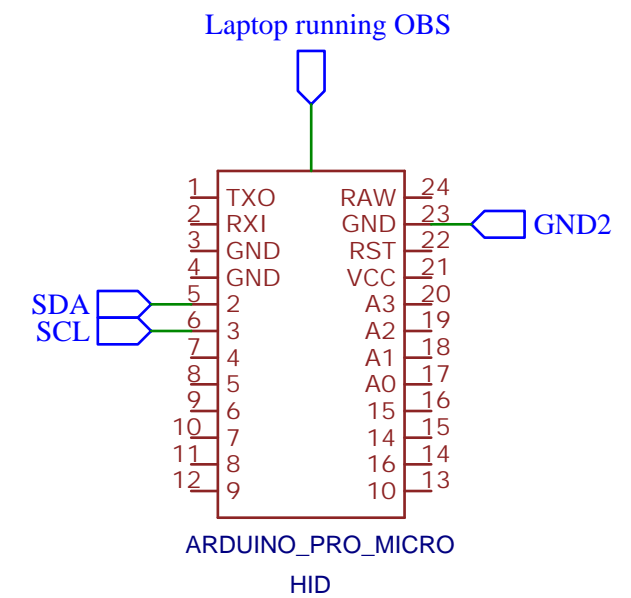 Laptop running OBS
1 TXO RAW 24
2 RXI GND 23 GND2
3 GND RST 22
4 GND VCC 21
SDA 5 2 A3 20
SCL 6 3 A2 19
7 4 A1 18
8 5 A0 17
9 6 15 16
10 7 14 15
11 8 16 14
12 9 10 13
ARDUINO_PRO_MICRO
HID